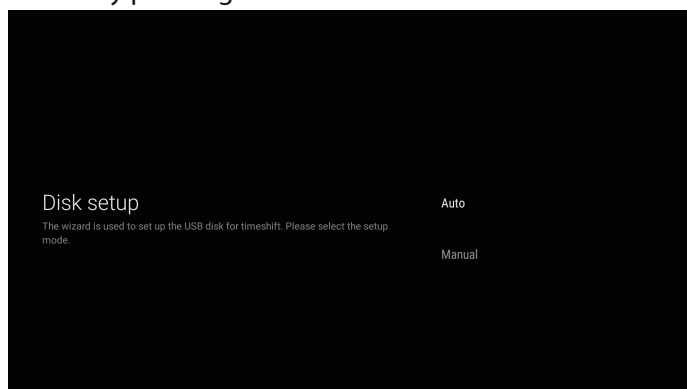 Disk setup
The wizard is used to set up the USB disk for timeshift. Please select the setup
mode.
Auto
Manual